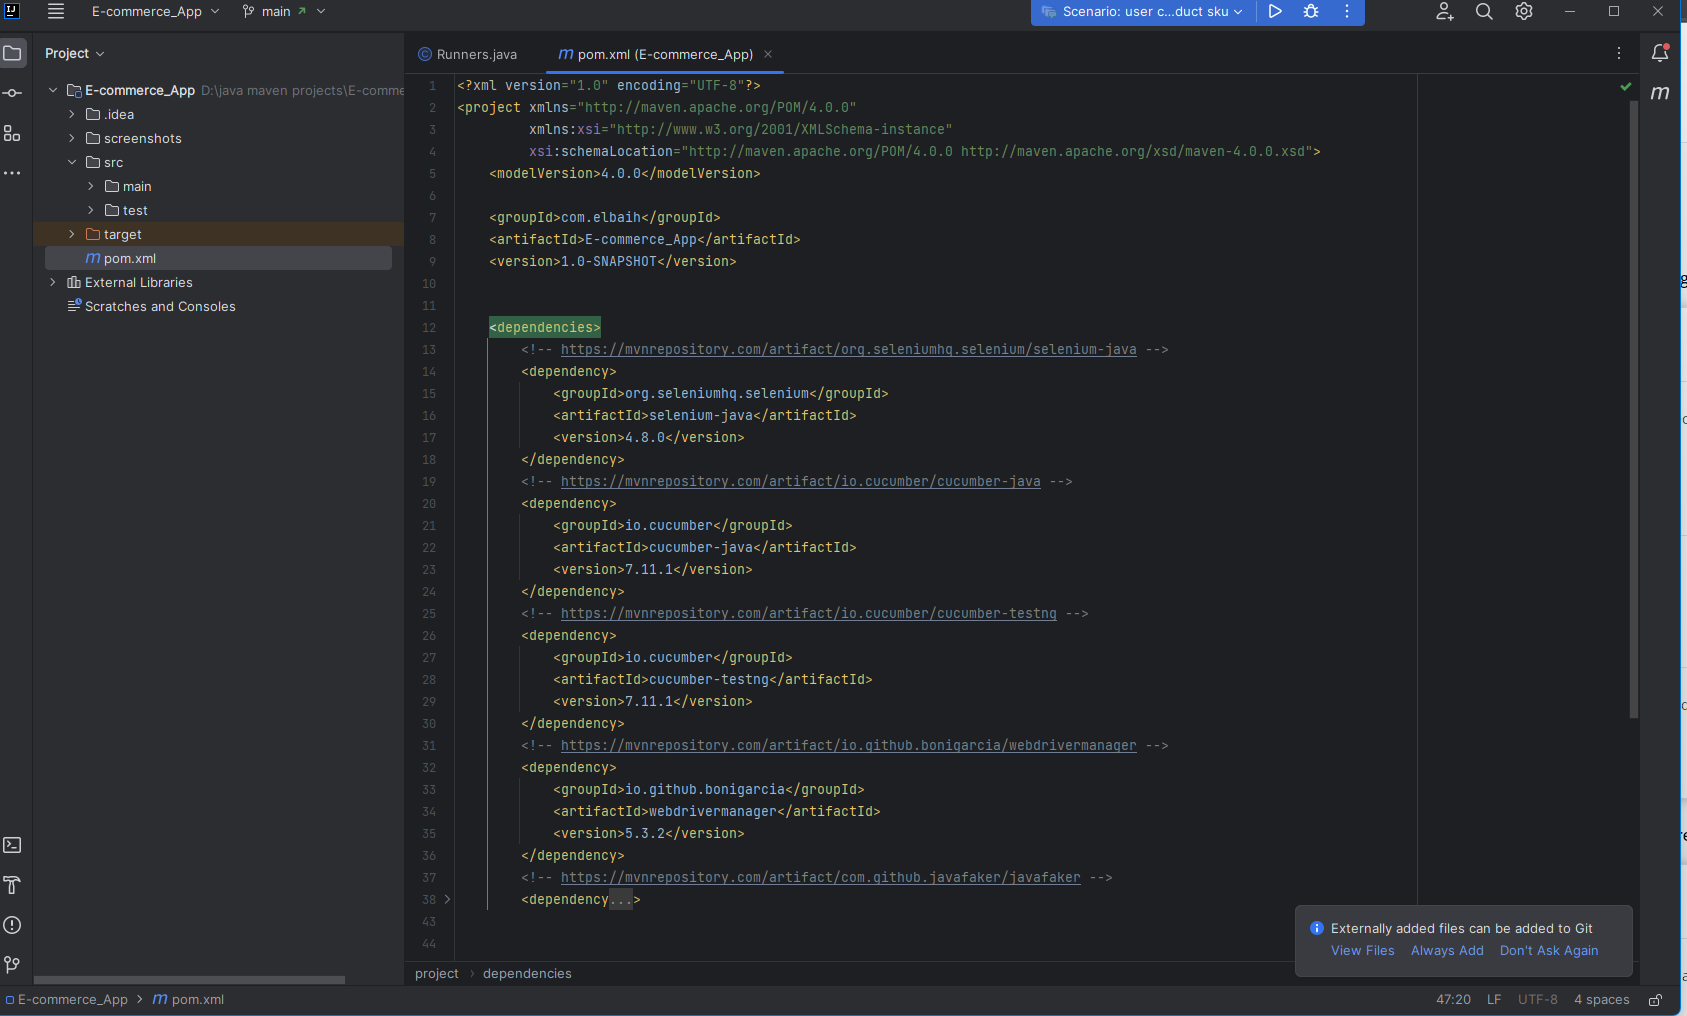 E-commerce_App
main
Scenario: user c...duct sku
Project
Runners.java
pom.xml (E-commerce_App)
E-commerce_App D:\java maven projects\E-comme
.idea
screenshots
src
main
test
target
pom.xml
External Libraries
Scratches and Consoles
1 <?xml version="1.0" encoding="UTF-8"?>
2 <project xmlns="http://maven.apache.org/POM/4.0.0"
3 xmlns:xsi="http://www.w3.org/2001/XMLSchema-instance"
4 xsi:schemaLocation="http://maven.apache.org/POM/4.0.0 http://maven.apache.org/xsd/maven-4.0.0.xsd">
5 <modelVersion>4.0.0</modelVersion>
6
7 <groupId>com.elbaih</groupId>
8 <artifactId>E-commerce_App</artifactId>
9 <version>1.0-SNAPSHOT</version>
10
11
12 <dependencies>
13 <!-- https://mvnrepository.com/artifact/org.seleniumhq.selenium/selenium-java -->
14 <dependency>
15 <groupId>org.seleniumhq.selenium</groupId>
16 <artifactId>selenium-java</artifactId>
17 <version>4.8.0</version>
18 </dependency>
19 <!-- https://mvnrepository.com/artifact/io.cucumber/cucumber-java -->
20 <dependency>
21 <groupId>io.cucumber</groupId>
22 <artifactId>cucumber-java</artifactId>
23 <version>7.11.1</version>
24 </dependency>
25 <!-- https://mvnrepository.com/artifact/io.cucumber/cucumber-testng -->
26 <dependency>
27 <groupId>io.cucumber</groupId>
28 <artifactId>cucumber-testng</artifactId>
29 <version>7.11.1</version>
30 </dependency>
31 <!-- https://mvnrepository.com/artifact/io.github.bonigarcia/webdrivermanager -->
32 <dependency>
33 <groupId>io.github.bonigarcia</groupId>
34 <artifactId>webdrivermanager</artifactId>
35 <version>5.3.2</version>
36 </dependency>
37 <!-- https://mvnrepository.com/artifact/com.github.javafaker/javafaker -->
38 <dependency...>
43
44
Externally added files can be added to Git
View Files Always Add Don't Ask Again
project > dependencies
E-commerce_App > pom.xml
47:20 LF UTF-8 4 spaces